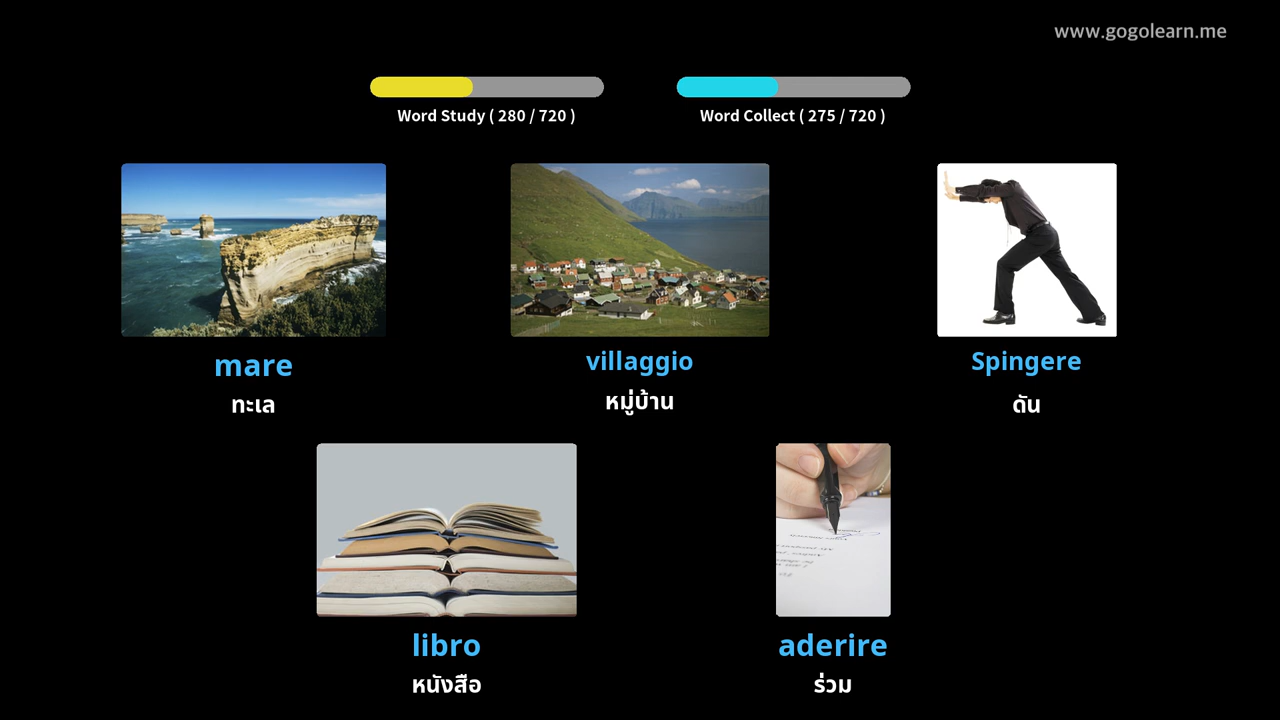 www.gogolearn.me
Word Study ( 280 / 720 )
Word Collect ( 275 / 720 )
mare
ทะเล
villaggio
หมู่บ้าน
Spingere
ดัน
libro
หนังสือ
aderire
ร่วม